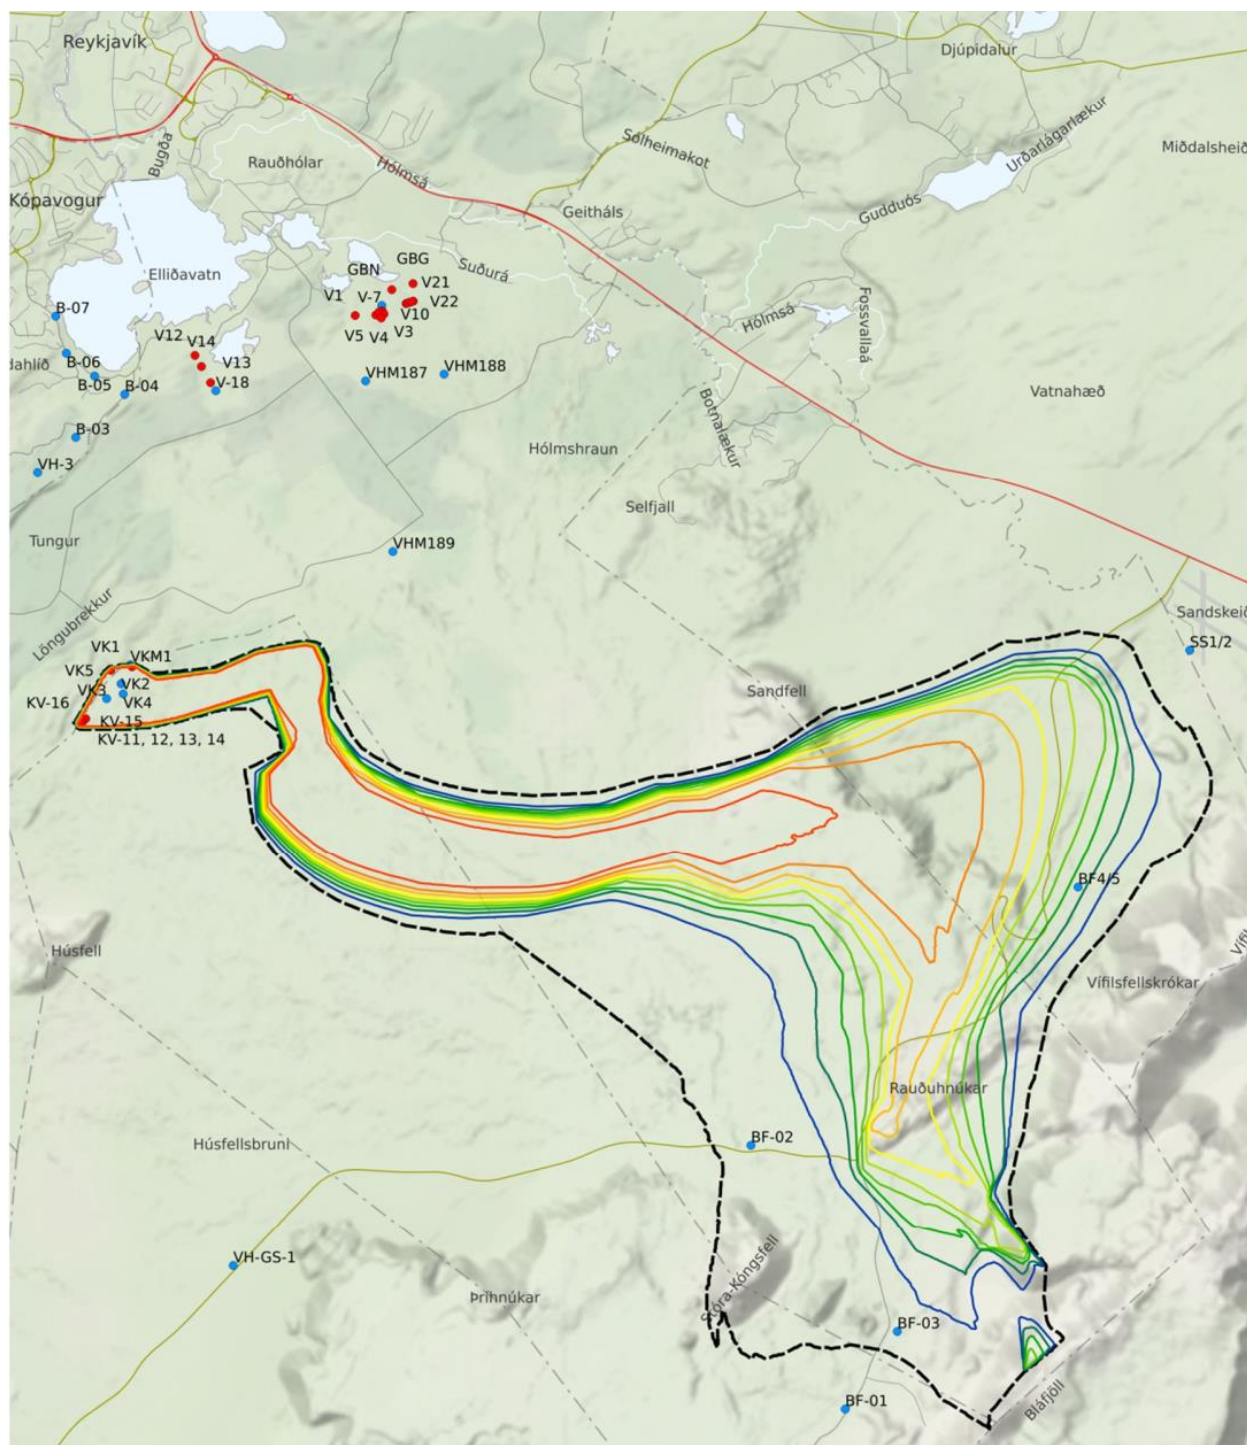 Reykjavík
Djúpidalur
Bugða
Rauðhólar
Hólmsá
Sólheimakot
Urðarlágarlækur
Miðdalsheið
Kópavogur
Geitháls
Gudduós
Elliðavatn
GBN
GBG
Suðurá
V21
V1
V-7
V22
V10
B-07
V5
V4
V3
Hólmsá
Fossvallaá
V12
V14
V13
dahlíð
B-06
B-05
B-04
V-18
VHM187
VHM188
Vatnahæð
Botnalækur
B-03
Hólmshraun
VH-3
Selfjall
Tungur
VHM189
Löngubrekkur
Sandskeið
SS1/2
VK1
VKM1
VK5
VK2
VK3
VK4
KV-16
KV-15
KV-11, 12, 13, 14
Sandfell
BF4/5
Húsfell
Vífilsfellskrókar
Vífi
Rauðuhnúkar
Húsfellsbruni
BF-02
VH-GS-1
Stóra-Kóngsfell
Þríhnúkar
BF-03
Bláfjöll
BF-01